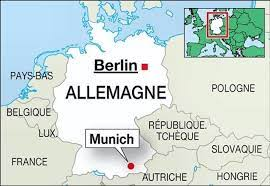 Berlin
ALLEMAGNE
PAYS-BAS
POLOGNE
BELGIQUE
LUX.
Munich
RÉPUBLIQUE
TCHÈQUE
SLOVAQUIE
FRANCE
AUTRICHE
HONGRIE